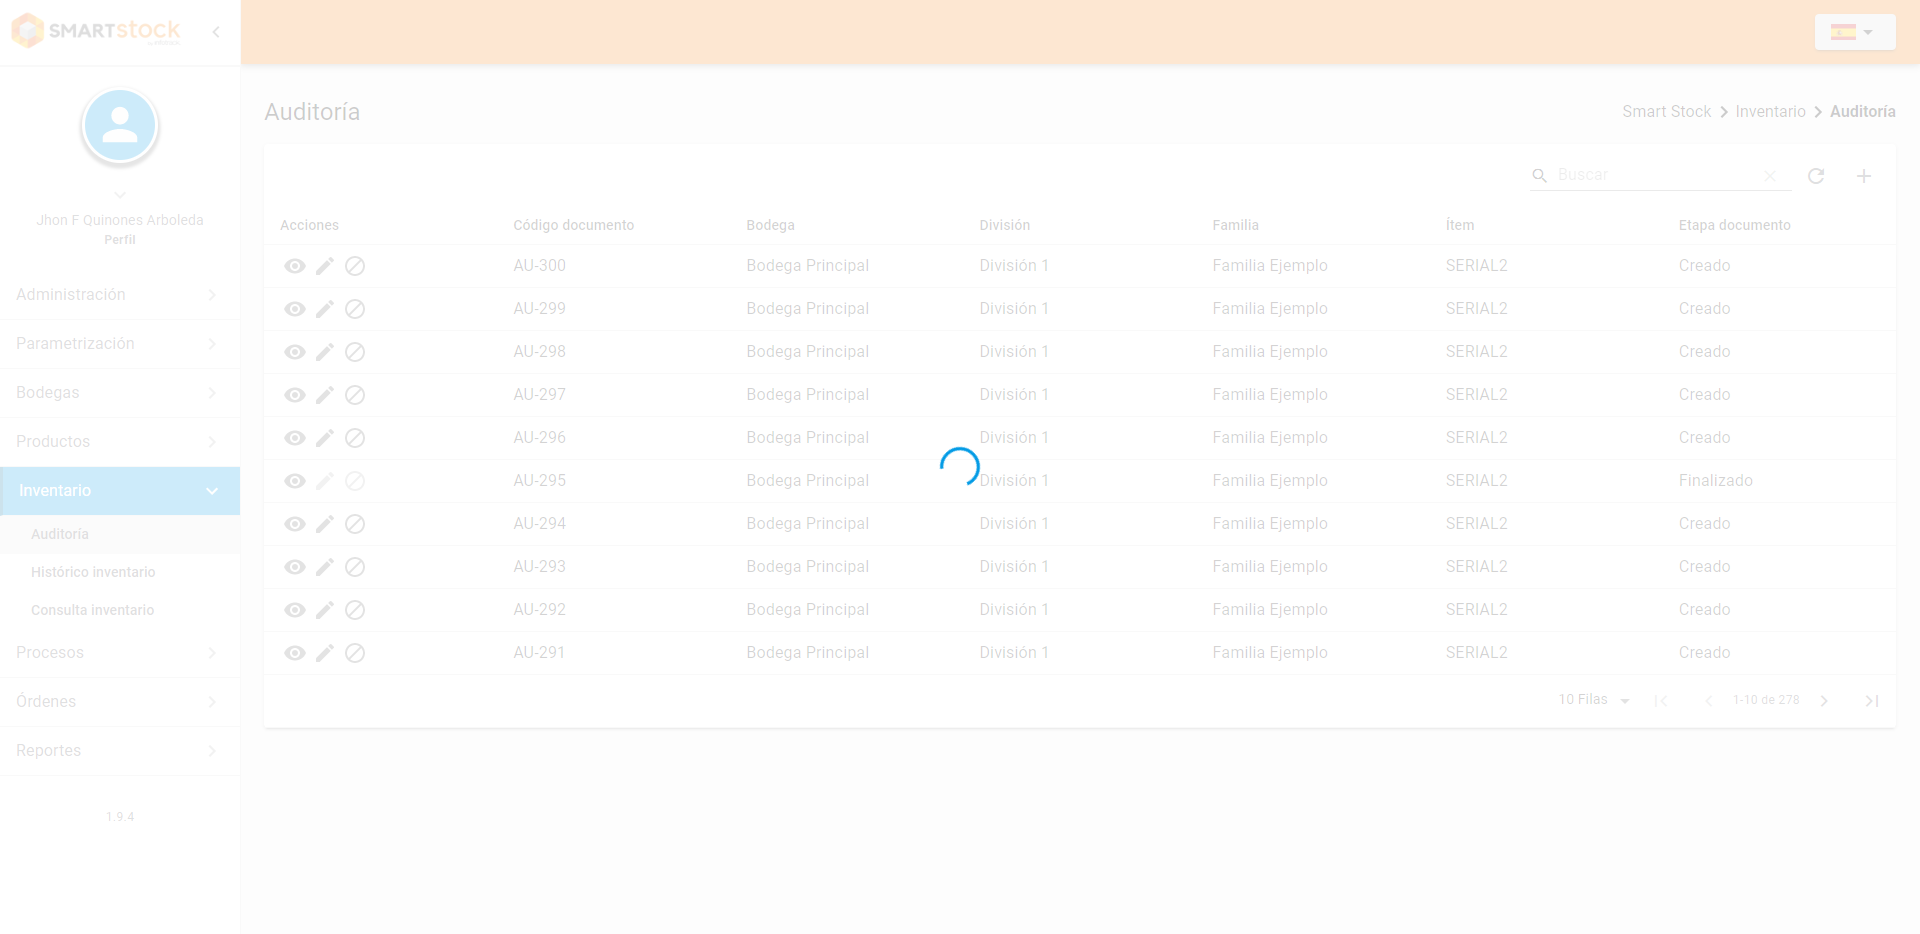 SMARTstock
Auditoría
Smart Stock
Inventario
Auditoría
Jhon F Quinones Arboleda
Perfil
Administración
Parametrización
Bodegas
Productos
Inventario
Auditoría
Histórico inventario
Consulta inventario
Procesos
Órdenes
Reportes
1.9.4
Buscar
Acciones Código documento Bodega División Familia Ítem Etapa documento
AU-300 Bodega Principal División 1 Familia Ejemplo SERIAL2 Creado
AU-299 Bodega Principal División 1 Familia Ejemplo SERIAL2 Creado
AU-298 Bodega Principal División 1 Familia Ejemplo SERIAL2 Creado
AU-297 Bodega Principal División 1 Familia Ejemplo SERIAL2 Creado
AU-296 Bodega Principal División 1 Familia Ejemplo SERIAL2 Creado
AU-295 Bodega Principal División 1 Familia Ejemplo SERIAL2 Finalizado
AU-294 Bodega Principal División 1 Familia Ejemplo SERIAL2 Creado
AU-293 Bodega Principal División 1 Familia Ejemplo SERIAL2 Creado
AU-292 Bodega Principal División 1 Familia Ejemplo SERIAL2 Creado
AU-291 Bodega Principal División 1 Familia Ejemplo SERIAL2 Creado
10 Filas 1-10 de 278